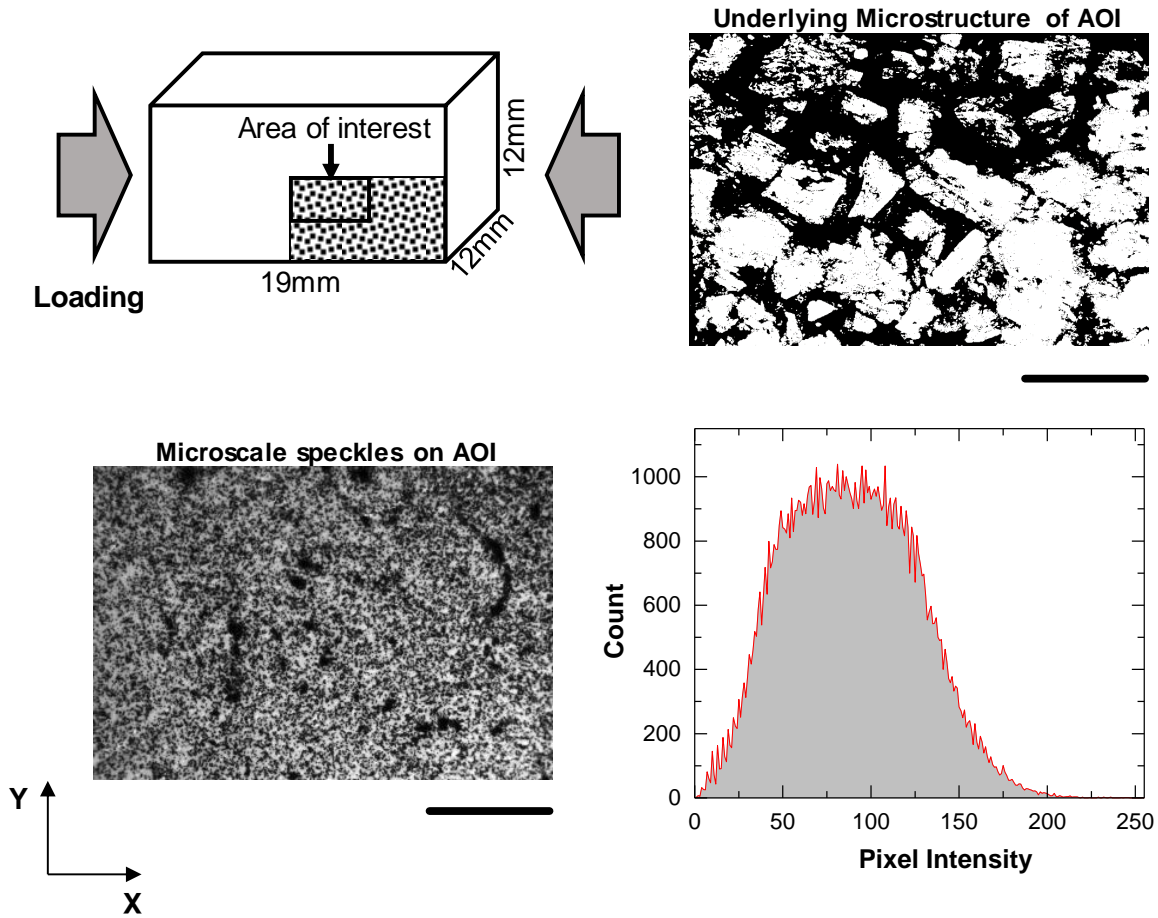 Underlying Microstructure of AOI
Area of interest
12mm
12mm
19mm
Loading
Microscale speckles on AOI
Y
X
1000
800
600
400
200
0
Count
0
50
100
150
200
250
Pixel Intensity